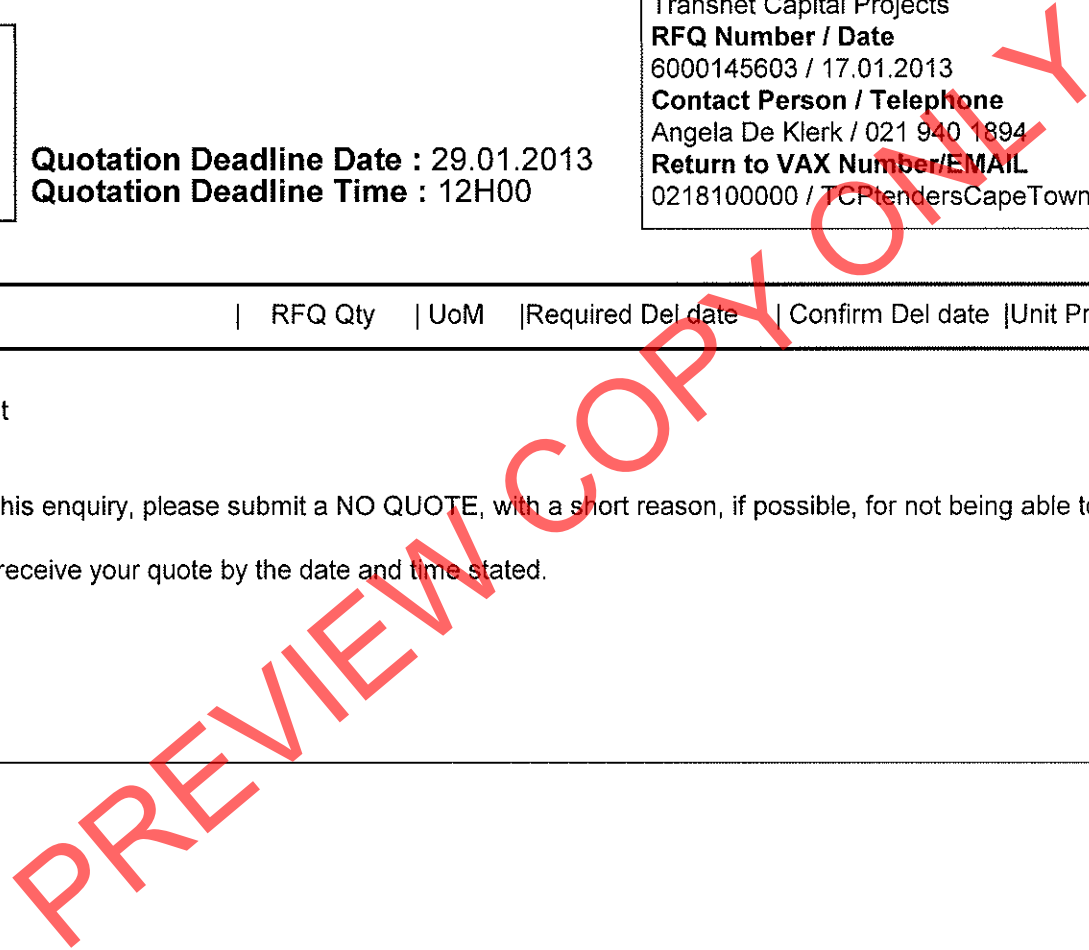 Transnet Capital Projects
RFQ Number / Date
6000145603 / 17.01.2013
Contact Person / Telephone
Angela De Klerk / 021 940 1894
Return to VAX Number/EMAIL
0218100000 / TCPtendersCapeTown
Quotation Deadline Date : 29.01.2013
Quotation Deadline Time : 12H00
| RFQ Qty | UoM |Required Del date | Confirm Del date |Unit Pr
t
his enquiry, please submit a NO QUOTE, with a short reason, if possible, for not being able to
receive your quote by the date and time stated.
PREVIEW COPY ONLY